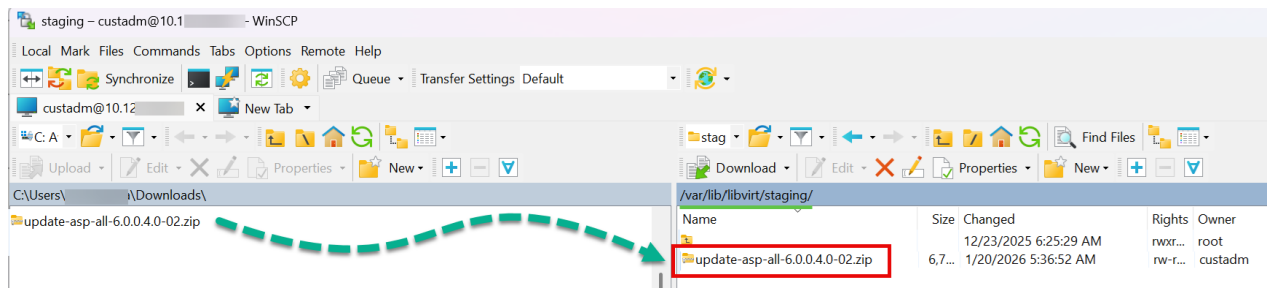 staging – custadm@10.1 - WinSCP
Local Mark Files Commands Tabs Options Remote Help
Synchronize Queue Transfer Settings Default
custadm@10.12 New Tab
C: A stag Find Files
Upload Edit Properties New Download Edit Properties New
C:\Users\ \Downloads\ /var/lib/libvirt/staging/
Name Size Changed Rights Owner
12/23/2025 6:25:29 AM rwxr... root
update-asp-all-6.0.0.4.0-02.zip update-asp-all-6.0.0.4.0-02.zip 6,7... 1/20/2026 5:36:52 AM rw-r... custadm